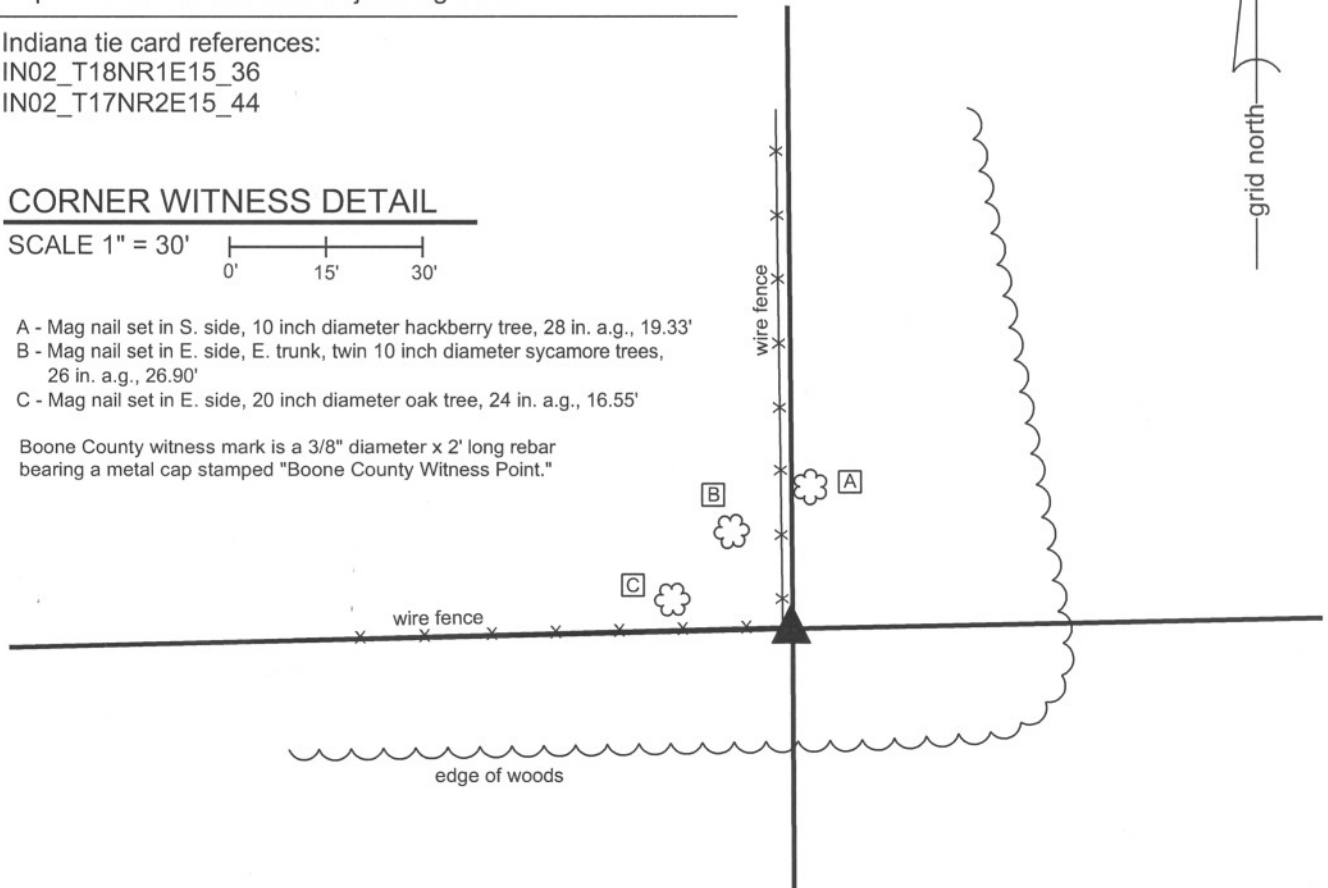 Indiana tie card references:
IN02_T18NR1E15_36
IN02_T17NR2E15_44
CORNER WITNESS DETAIL
SCALE 1" = 30'
0' 15' 30'
A - Mag nail set in S. side, 10 inch diameter hackberry tree, 28 in. a.g., 19.33'
B - Mag nail set in E. side, E. trunk, twin 10 inch diameter sycamore trees,
26 in. a.g., 26.90'
C - Mag nail set in E. side, 20 inch diameter oak tree, 24 in. a.g., 16.55'
Boone County witness mark is a 3/8" diameter x 2' long rebar
bearing a metal cap stamped "Boone County Witness Point."
grid north
wire fence
A
B
C
wire fence
edge of woods